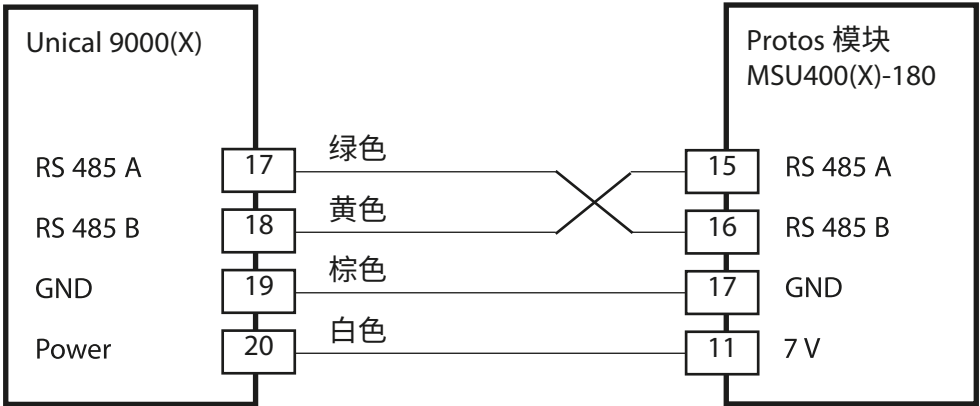 Unical 9000(X)
Protos 模块
MSU400(X)-180
绿色
RS 485 A
17
15
RS 485 A
黄色
RS 485 B
18
16
RS 485 B
棕色
GND
19
17
GND
白色
Power
20
11
7 V